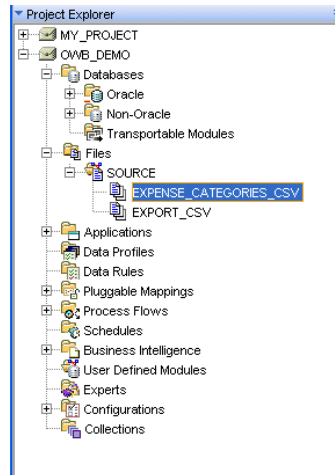 Project Explorer
MY_PROJECT
OWB_DEMO
Databases
Oracle
Non-Oracle
Transportable Modules
Files
SOURCE
EXPENSE_CATEGORIES_CSV
EXPORT_CSV
Applications
Data Profiles
Data Rules
Pluggable Mappings
Process Flows
Schedules
Business Intelligence
User Defined Modules
Experts
Configurations
Collections